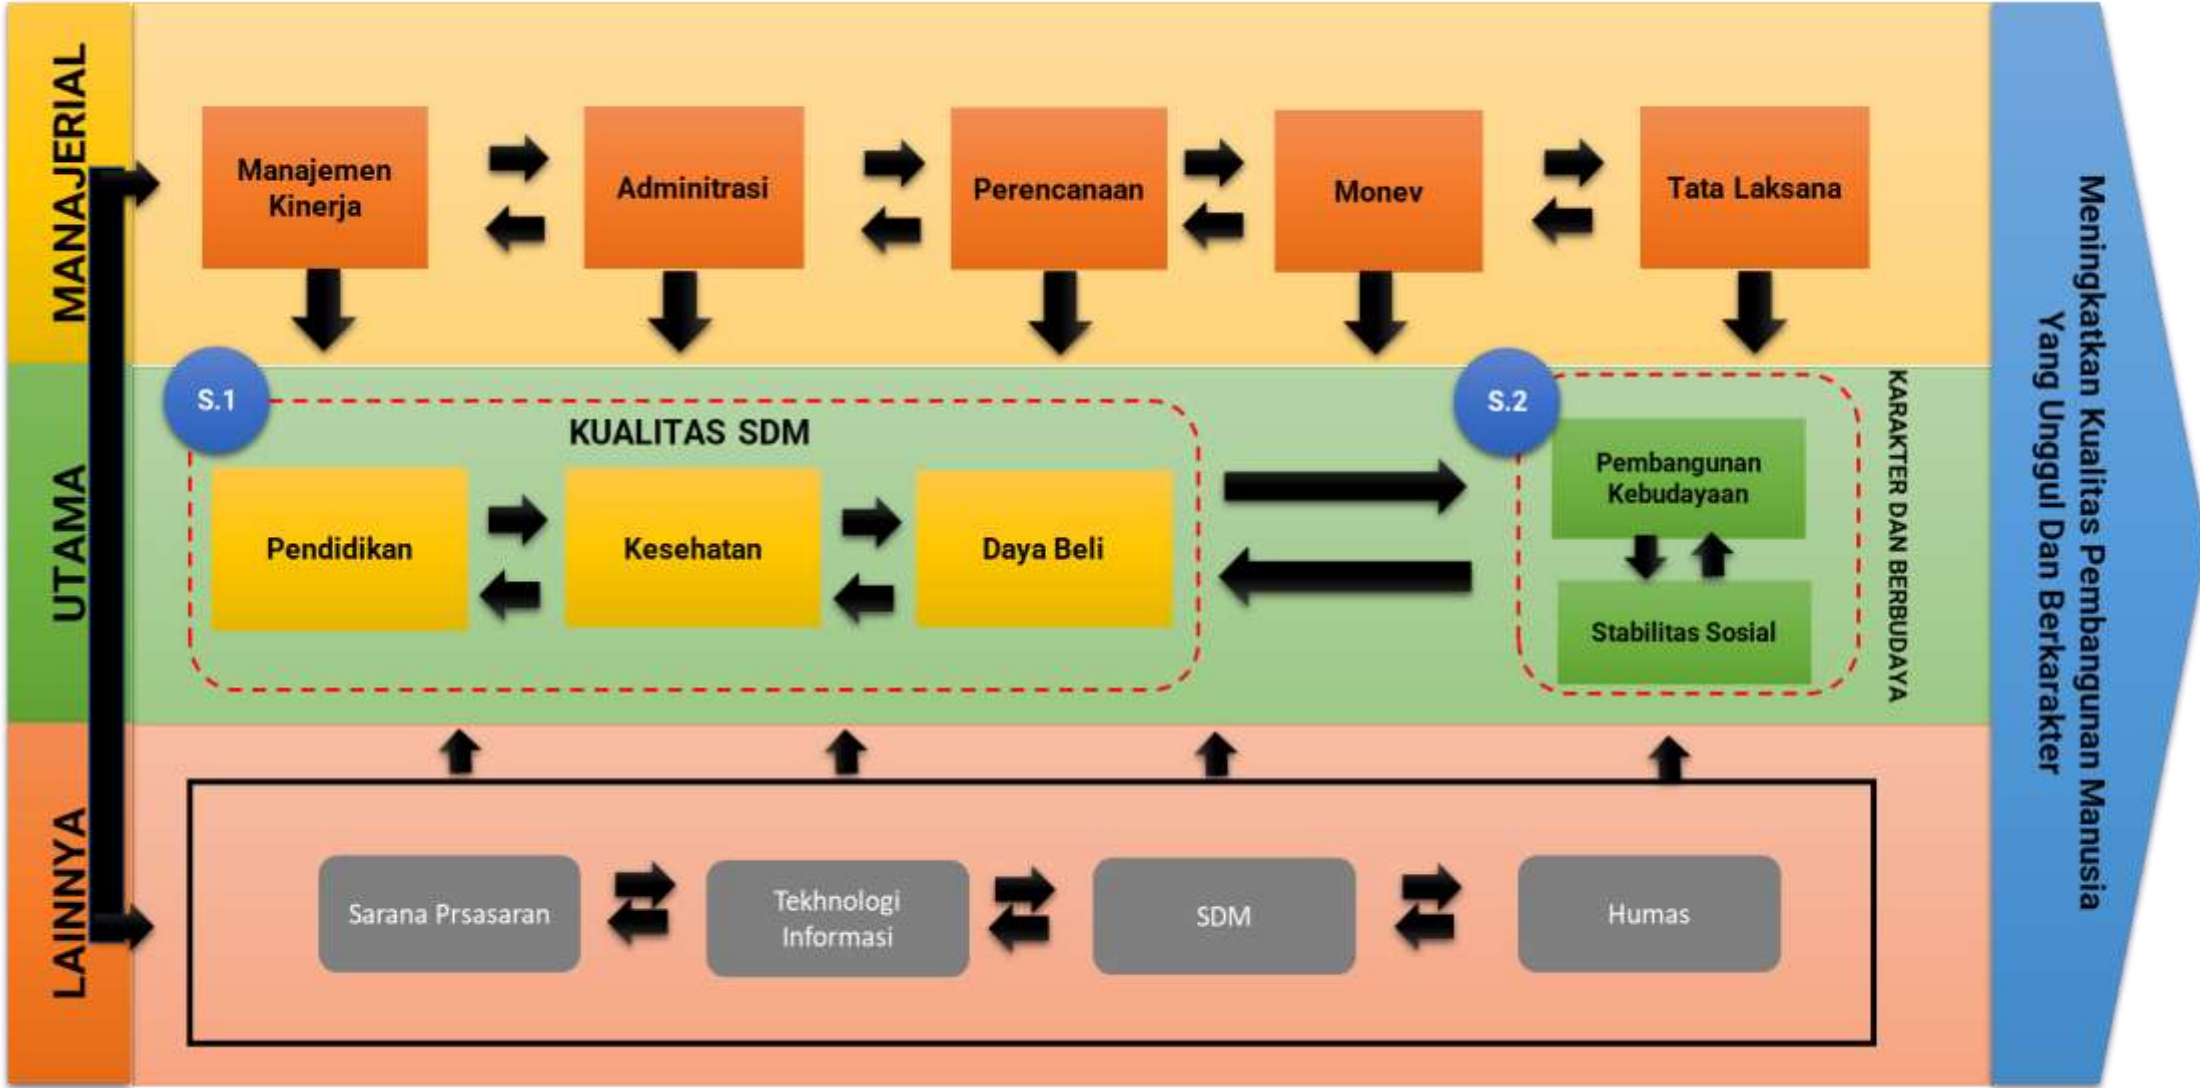 MANAJERIAL
Manajemen
Kinerja
Adminitrasi
Perencanaan
Monev
Tata Laksana
UTAMA
S.1
KUALITAS SDM
Pendidikan
Kesehatan
Daya Beli
S.2
Pembangunan
Kebudayaan
Stabilitas Sosial
KARAKTER DAN BERBUDAYA
LAINNYA
Sarana Prsasaran
Tekhnologi
Informasi
SDM
Humas
Meningkatkan Kualitas Pembangunan Manusia
Yang Unggul Dan Berkarakter